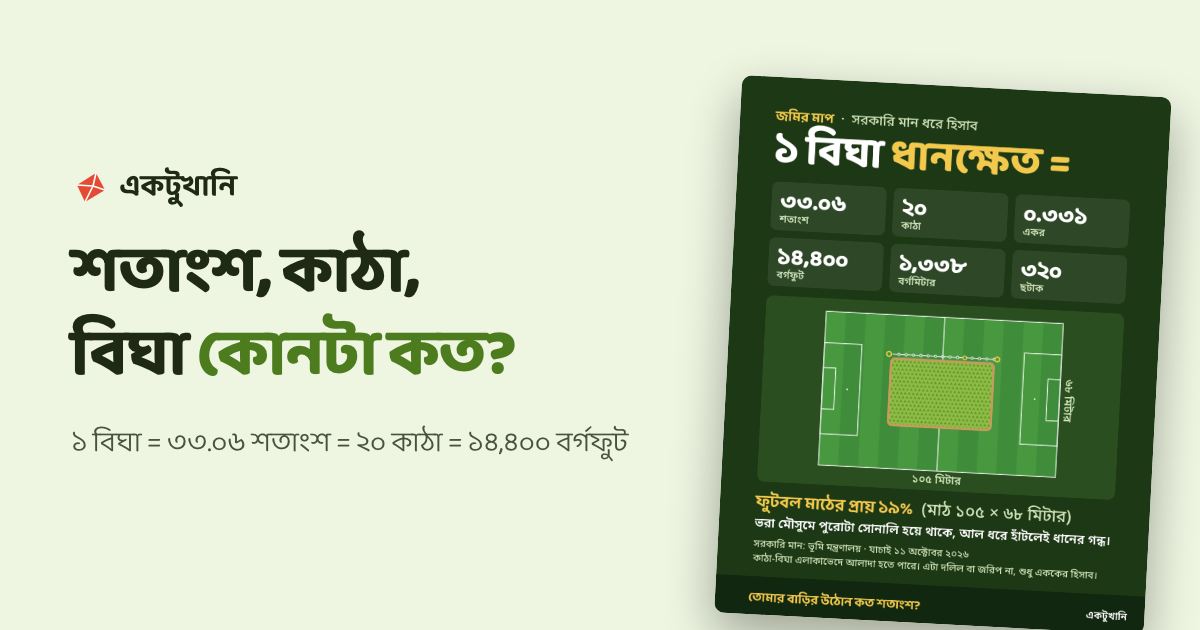 একটুখানি
শতাংশ, কাঠা,
বিঘা কোনটা কত?
১ বিঘা = ৩৩.০৬ শতাংশ = ২০ কাঠা = ১৪,৪০০ বর্গফুট
জমির মাপ · সরকারি মান ধরে হিসাব
১ বিঘা ধানক্ষেত =
৩৩.০৬
শতাংশ
২০
কাঠা
০.৩৩১
একর
১৪,৪০০
বর্গফুট
১,৩৩৮
বর্গমিটার
৩২০
ছটাক
৬৮ মিটার
১০৫ মিটার
ফুটবল মাঠের প্রায় ১৯% (মাঠ ১০৫ × ৬৮ মিটার)
ভরা মৌসুমে পুরোটা সোনালি হয়ে থাকে, আল ধরে হাঁটলেই ধানের গন্ধ।
সরকারি মান: ভূমি মন্ত্রণালয় · যাচাই ১১ অক্টোবর ২০২৬
কাঠা-বিঘা এলাকাভেদে আলাদা হতে পারে। এটা দলিল বা জরিপ না, শুধু এককের হিসাব।
তোমার বাড়ির উঠোন কত শতাংশ?
একটুখানি